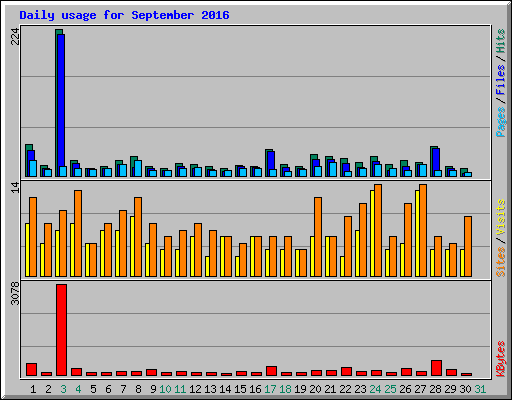 Daily usage for September 2016
224
Pages / Files / Hits
14
Sites / Visits
3078
KBytes
1 2 3 4 5 6 7 8 9 10 11 12 13 14 15 16 17 18 19 20 21 22 23 24 25 26 27 28 29 30 31